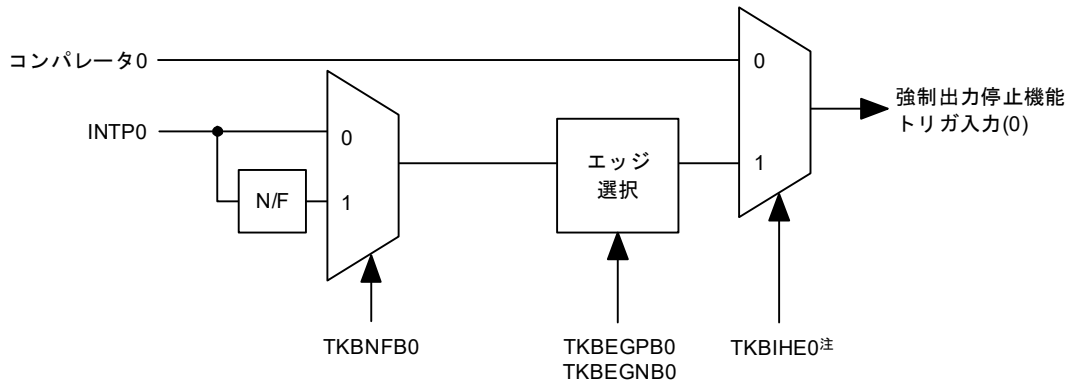 コンパレータ0
0
強制出力停止機能
トリガ入力(0)
INTP0
0
エッジ
選択
1
N/F
1
TKBNFB0
TKBEGPB0
TKBEGNB0
TKBIHE0注